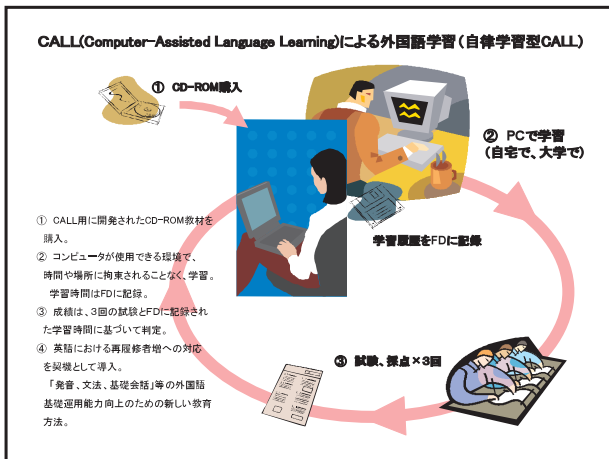 CALL(Computer-Assisted Language Learning)による外国語学習(自律学習型CALL)
① CD-ROM購入
② PCで学習
(自宅で、大学で)
学習履歴をFDに記録
① CALL用に開発されたCD-ROM教材を
購入。
② コンピュータが使用できる環境で、
時間や場所に拘束されることなく、学習。
学習時間はFDに記録。
③ 成績は、3回の試験とFDに記録され
た学習時間に基づいて判定。
④ 英語における再履修者増への対応
を契機として導入。
「発音、文法、基礎会話」等の外国語
基礎運用能力向上のための新しい教育
方法。
③ 試験、採点×3回